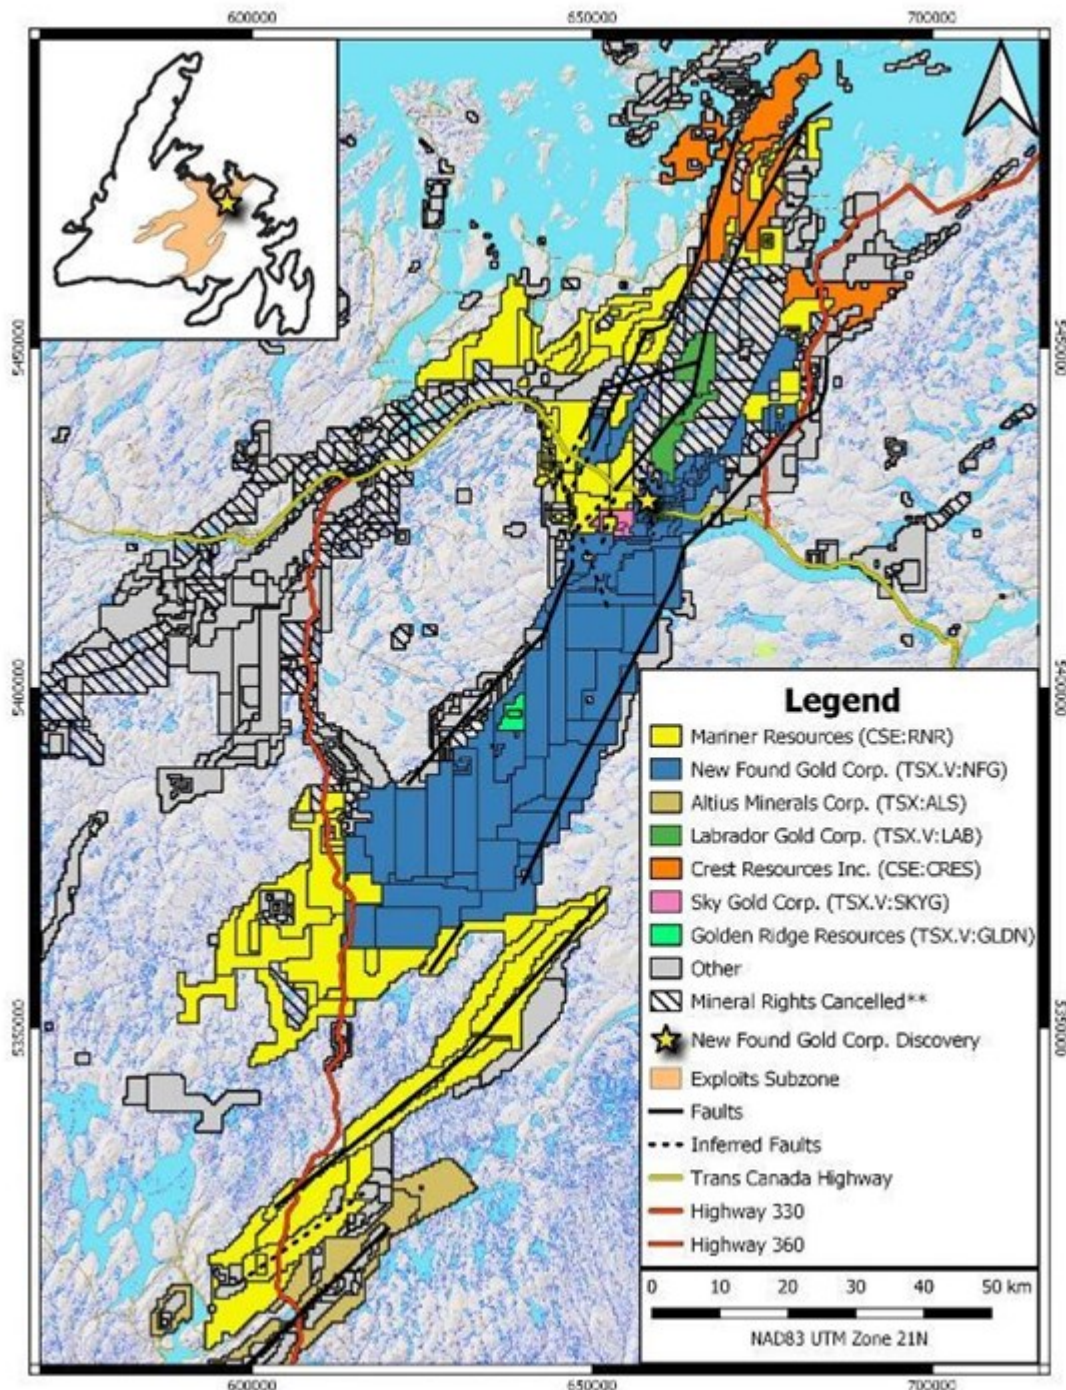 600000
650000
700000
5450000
5450000
5400000
5400000
5350000
5350000
Legend
Mariner Resources (CSE:RNR)
New Found Gold Corp. (TSX.V:NFG)
Altius Minerals Corp. (TSX:ALS)
Labrador Gold Corp. (TSX.V:LAB)
Crest Resources Inc. (CSE:CRES)
Sky Gold Corp. (TSX.V:SKYG)
Golden Ridge Resources (TSX.V:GLDN)
Other
Mineral Rights Cancelled**
New Found Gold Corp. Discovery
Exploits Subzone
Faults
Inferred Faults
Trans Canada Highway
Highway 330
Highway 360
0 10 20 30 40 50 km
NAD83 UTM Zone 21N
600000
650000
700000